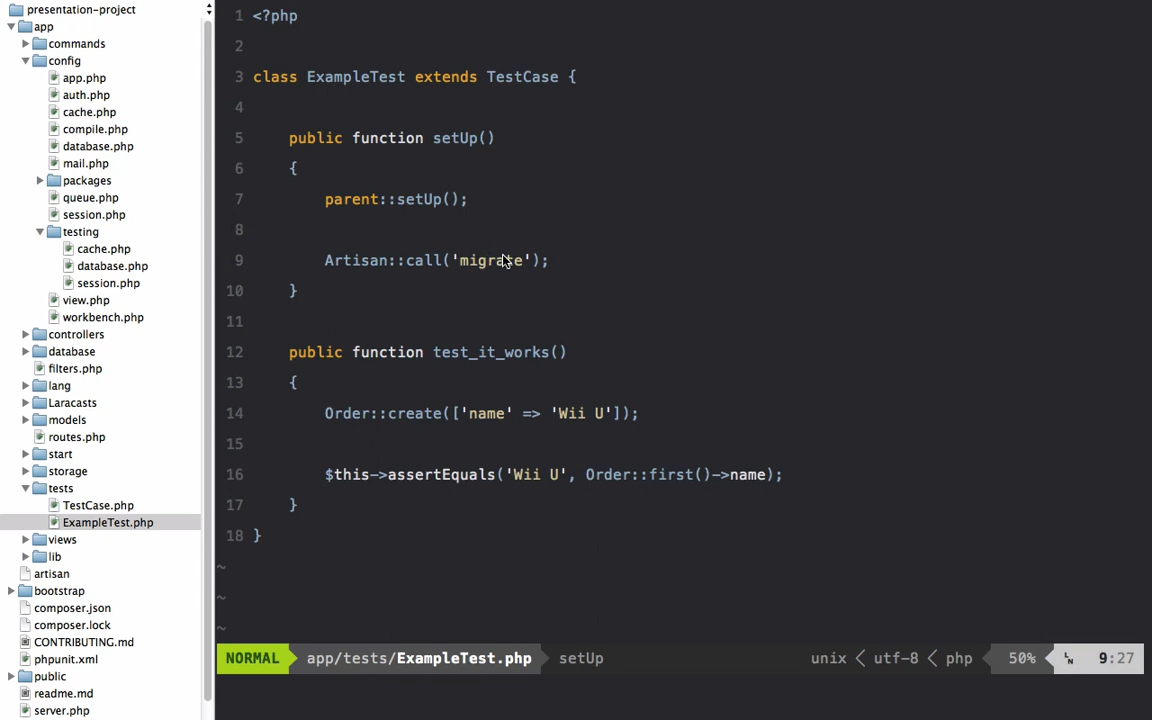 presentation-project
app
commands
config
app.php
auth.php
cache.php
compile.php
database.php
mail.php
packages
queue.php
session.php
testing
cache.php
database.php
session.php
view.php
workbench.php
controllers
database
filters.php
lang
Laracasts
models
routes.php
start
storage
tests
TestCase.php
ExampleTest.php
views
lib
artisan
bootstrap
composer.json
composer.lock
CONTRIBUTING.md
phpunit.xml
public
readme.md
server.php
1 <?php
2
3 class ExampleTest extends TestCase {
4
5     public function setUp()
6     {
7         parent::setUp();
8
9         Artisan::call('migrate');
10     }
11
12     public function test_it_works()
13     {
14         Order::create(['name' => 'Wii U']);
15
16         $this->assertEquals('Wii U', Order::first()->name);
17     }
18 }
~
~
~
NORMAL app/tests/ExampleTest.php setUp unix < utf-8 < php 50% LN 9:27